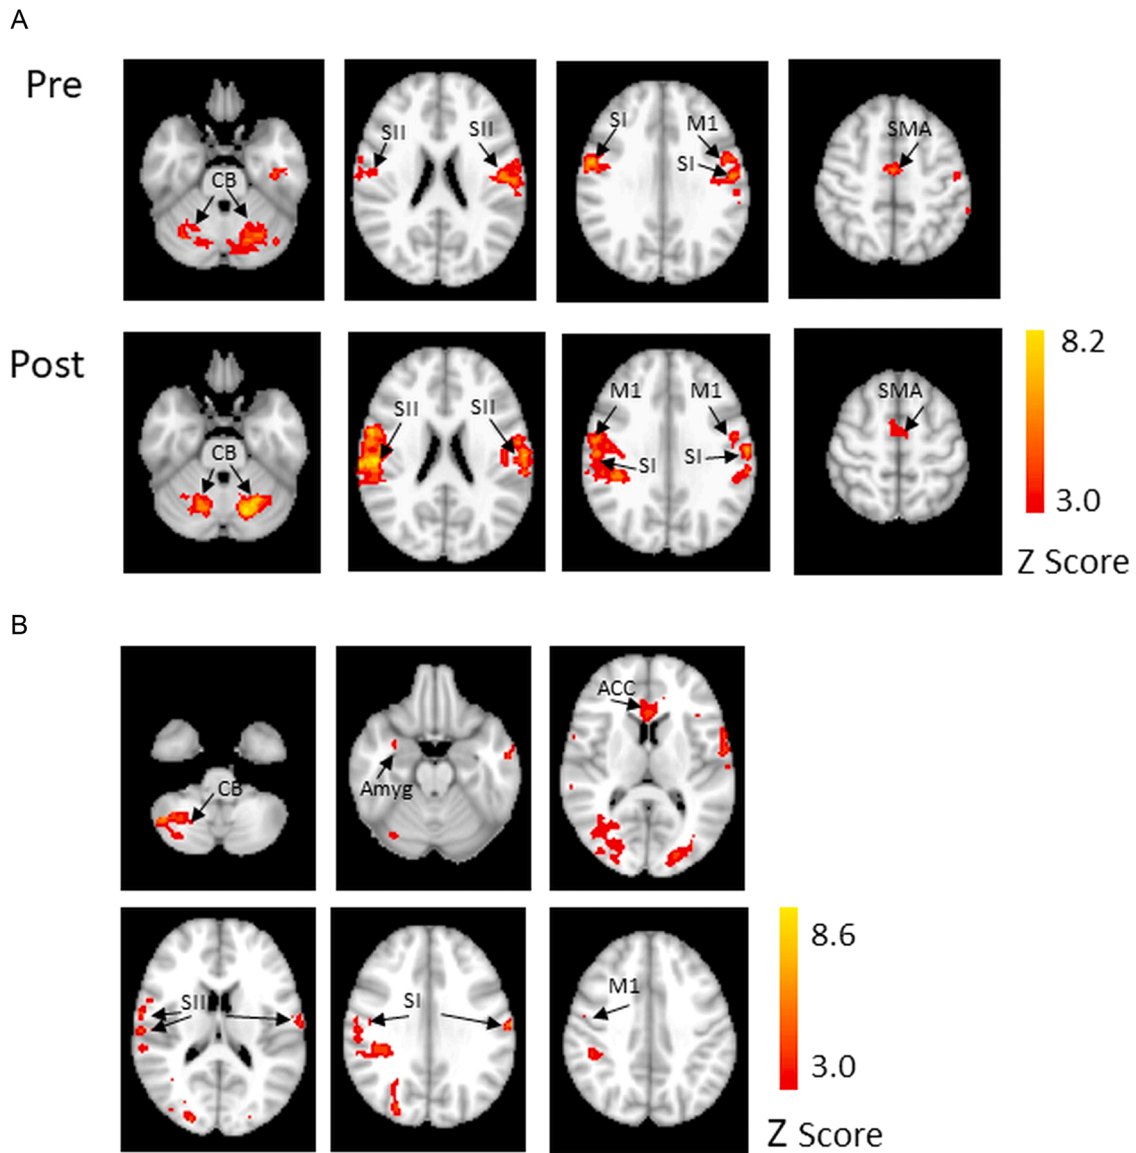 A
Pre
CB
SII SII
SI M1
SI
SMA
Post
CB
SII SII
M1 M1
SI SI
SMA
8.2
3.0
Z Score
B
CB
Amyg
ACC
SII
SI
M1
8.6
3.0
Z Score